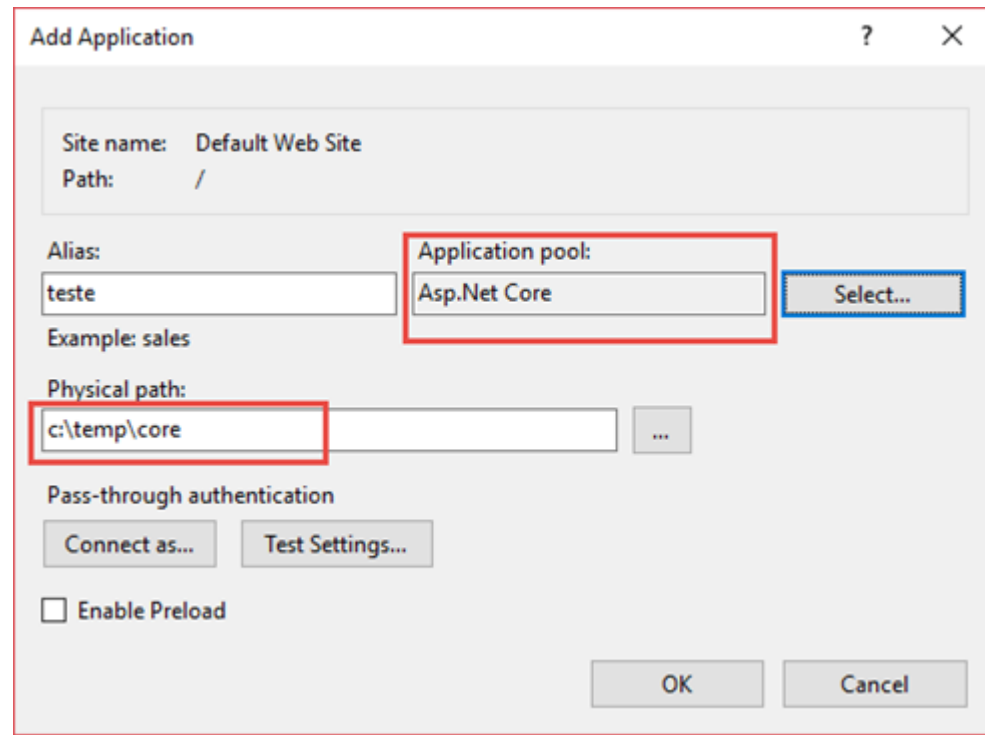 Add Application ?
Site name: Default Web Site
Path: /
Alias: Application pool:
teste Asp.Net Core Select...
Example: sales
Physical path:
c:\temp\core ...
Pass-through authentication
Connect as... Test Settings...
Enable Preload
OK Cancel